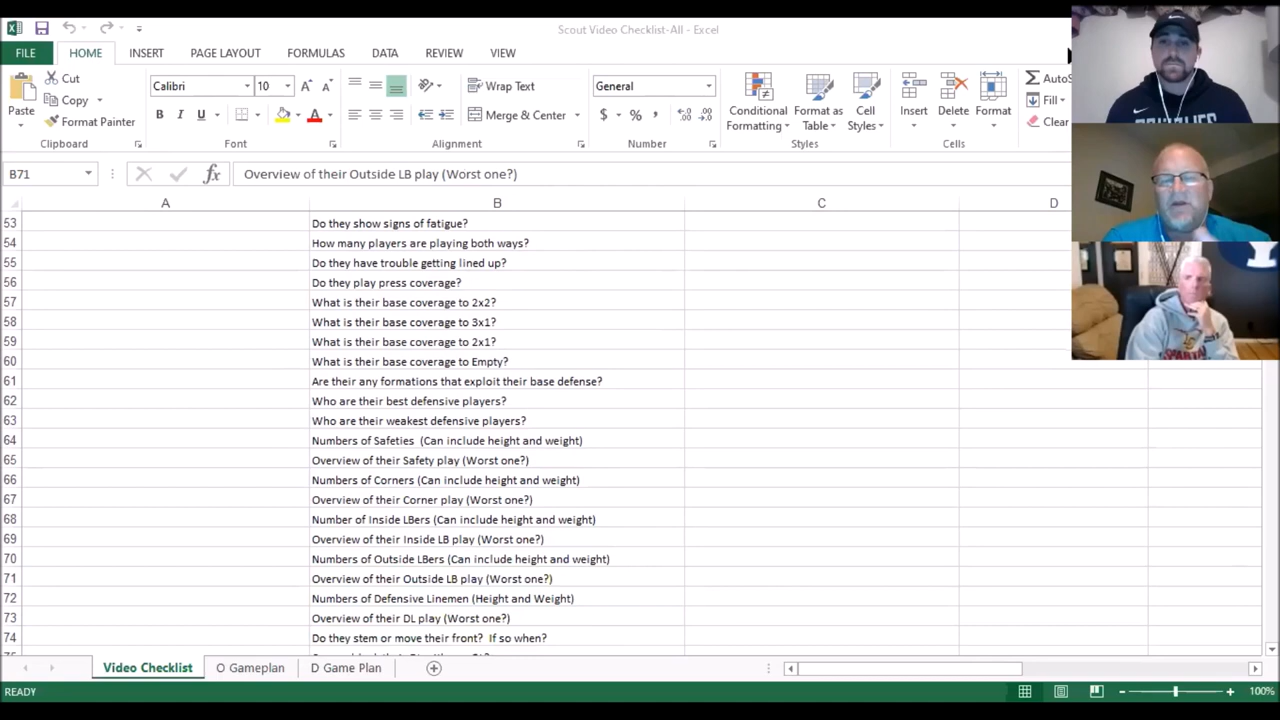 Scout Video Checklist-All - Excel
FILE HOME INSERT PAGE LAYOUT FORMULAS DATA REVIEW VIEW
Paste
Cut
Copy
Format Painter
Clipboard
Calibri 10
B I U
Font
Wrap Text
Merge & Center
Alignment
General
$ % ,
Number
Conditional Formatting
Format as Table
Cell Styles
Styles
Insert Delete Format
Cells
AutoS
Fill
Clear
B71 fx Overview of their Outside LB play (Worst one?)
A B C D
53 Do they show signs of fatigue?
54 How many players are playing both ways?
55 Do they have trouble getting lined up?
56 Do they play press coverage?
57 What is their base coverage to 2x2?
58 What is their base coverage to 3x1?
59 What is their base coverage to 2x1?
60 What is their base coverage to Empty?
61 Are their any formations that exploit their base defense?
62 Who are their best defensive players?
63 Who are their weakest defensive players?
64 Numbers of Safeties (Can include height and weight)
65 Overview of their Safety play (Worst one?)
66 Numbers of Corners (Can include height and weight)
67 Overview of their Corner play (Worst one?)
68 Number of Inside LBers (Can include height and weight)
69 Overview of their Inside LB play (Worst one?)
70 Numbers of Outside LBers (Can include height and weight)
71 Overview of their Outside LB play (Worst one?)
72 Numbers of Defensive Linemen (Height and Weight)
73 Overview of their DL play (Worst one?)
74 Do they stem or move their front? If so when?
Video Checklist O Gameplan D Game Plan
READY 100%